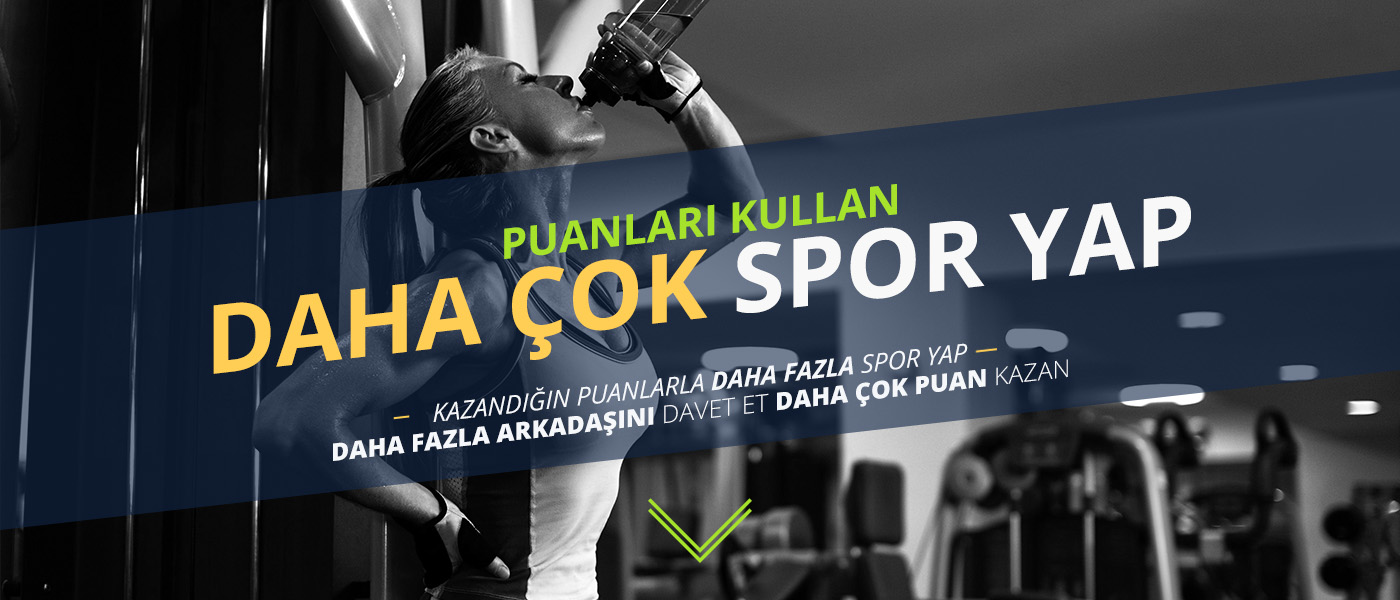 PUANLARI KULLAN
DAHA ÇOK SPOR YAP
— KAZANDIĞIN PUANLARLA DAHA FAZLA SPOR YAP —
DAHA FAZLA ARKADAŞINI DAVET ET DAHA ÇOK PUAN KAZAN